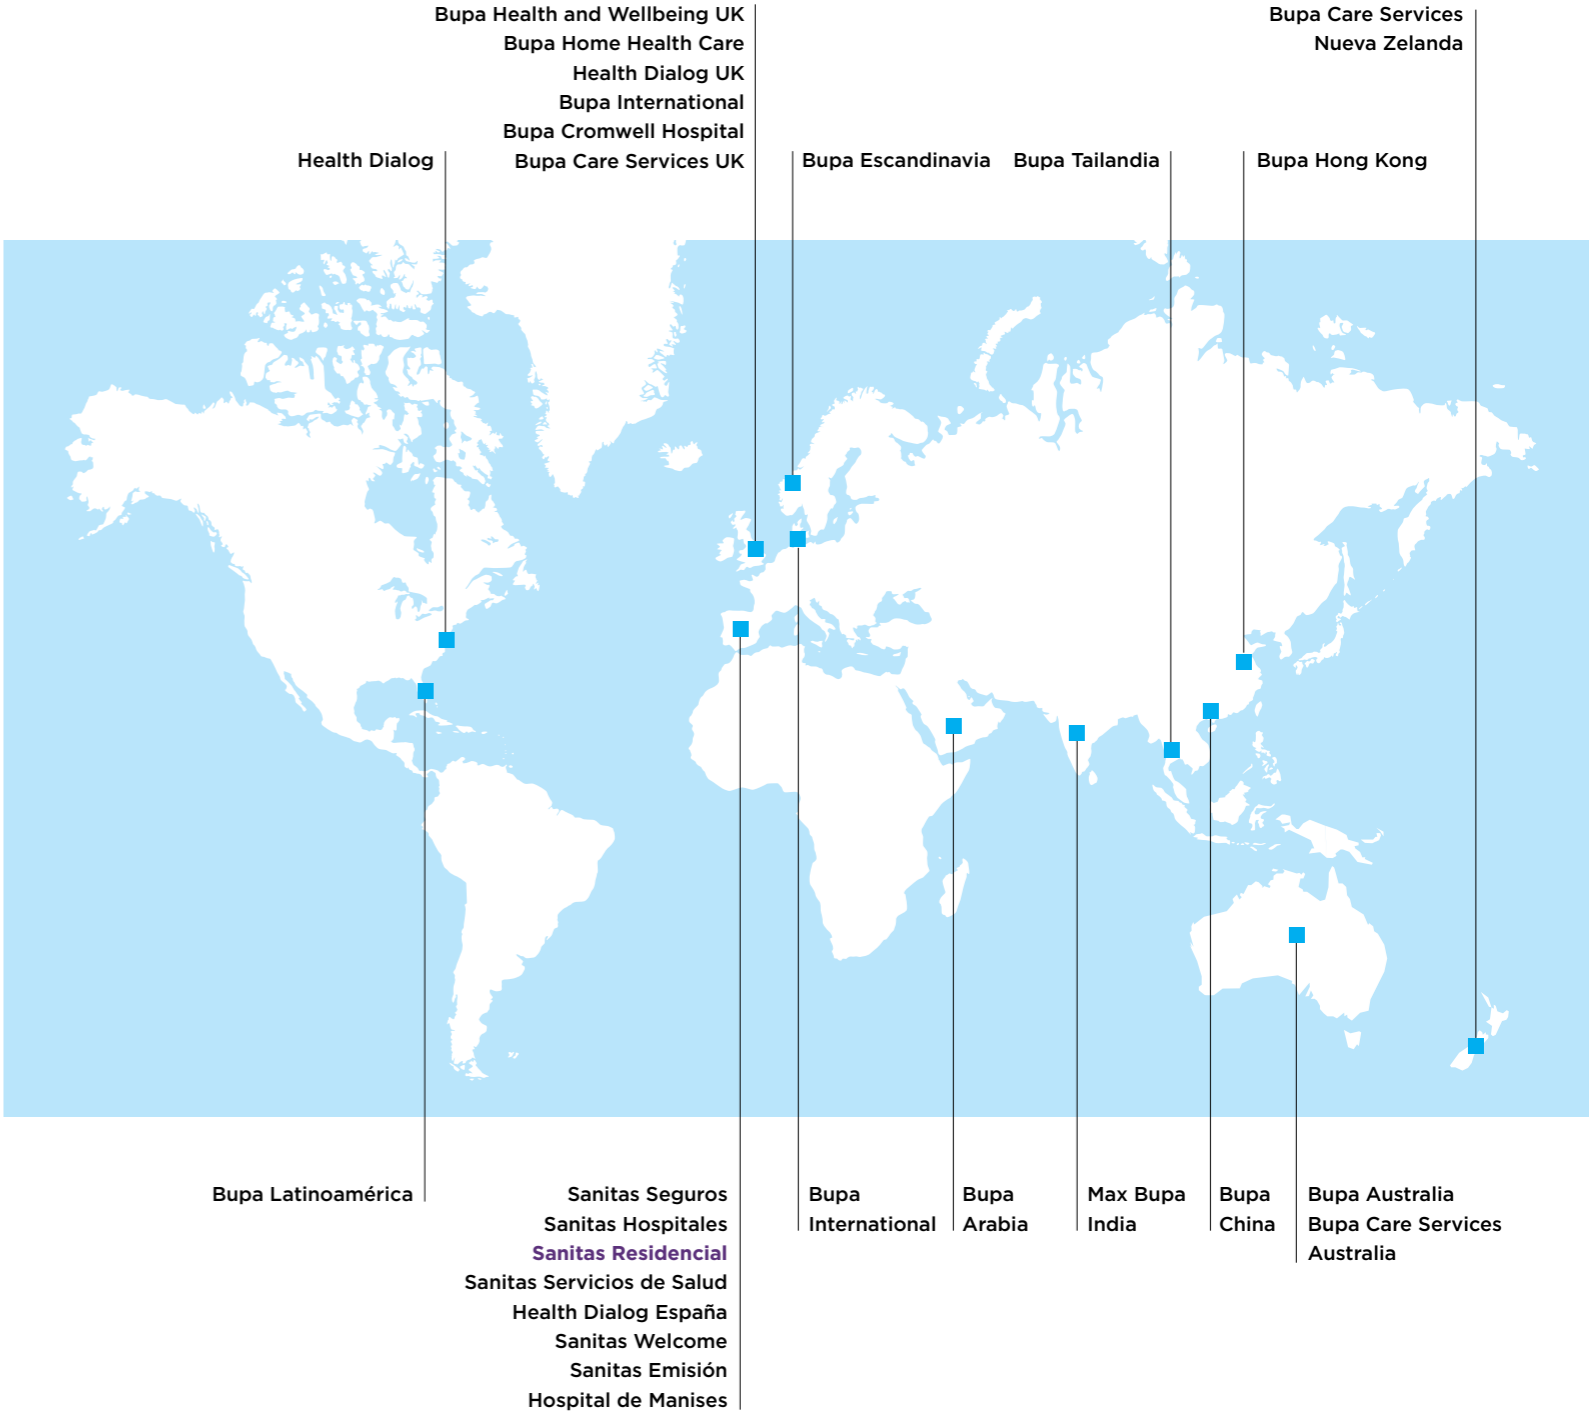 Bupa Health and Wellbeing UK
Bupa Home Health Care
Health Dialog UK
Bupa International
Bupa Cromwell Hospital
Bupa Care Services UK
Bupa Care Services
Nueva Zelanda
Health Dialog
Bupa Escandinavia
Bupa Tailandia
Bupa Hong Kong
Bupa Latinoamérica
Sanitas Seguros
Sanitas Hospitales
Sanitas Residencial
Sanitas Servicios de Salud
Health Dialog España
Sanitas Welcome
Sanitas Emisión
Hospital de Manises
Bupa
International
Bupa
Arabia
Max Bupa
India
Bupa
China
Bupa Australia
Bupa Care Services
Australia